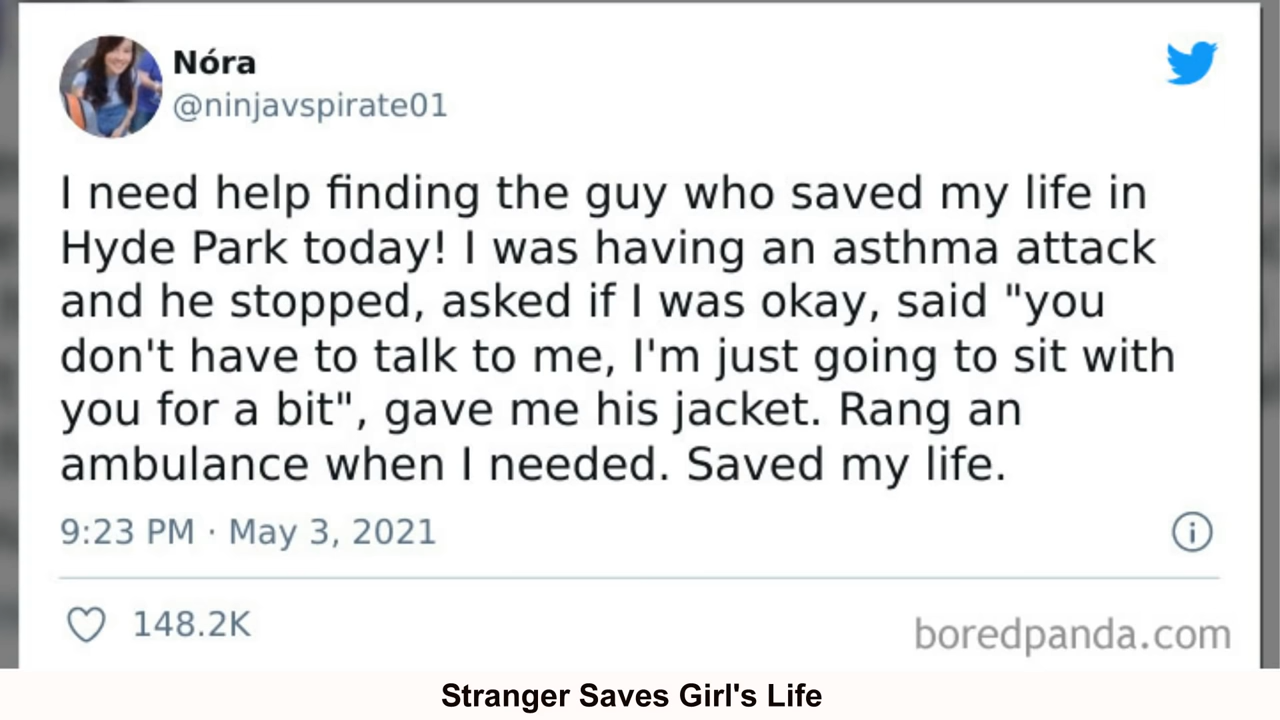 Nóra
@ninjavspirate01
I need help finding the guy who saved my life in
Hyde Park today! I was having an asthma attack
and he stopped, asked if I was okay, said "you
don't have to talk to me, I'm just going to sit with
you for a bit", gave me his jacket. Rang an
ambulance when I needed. Saved my life.
9:23 PM · May 3, 2021
148.2K
boredpanda.com
Stranger Saves Girl's Life